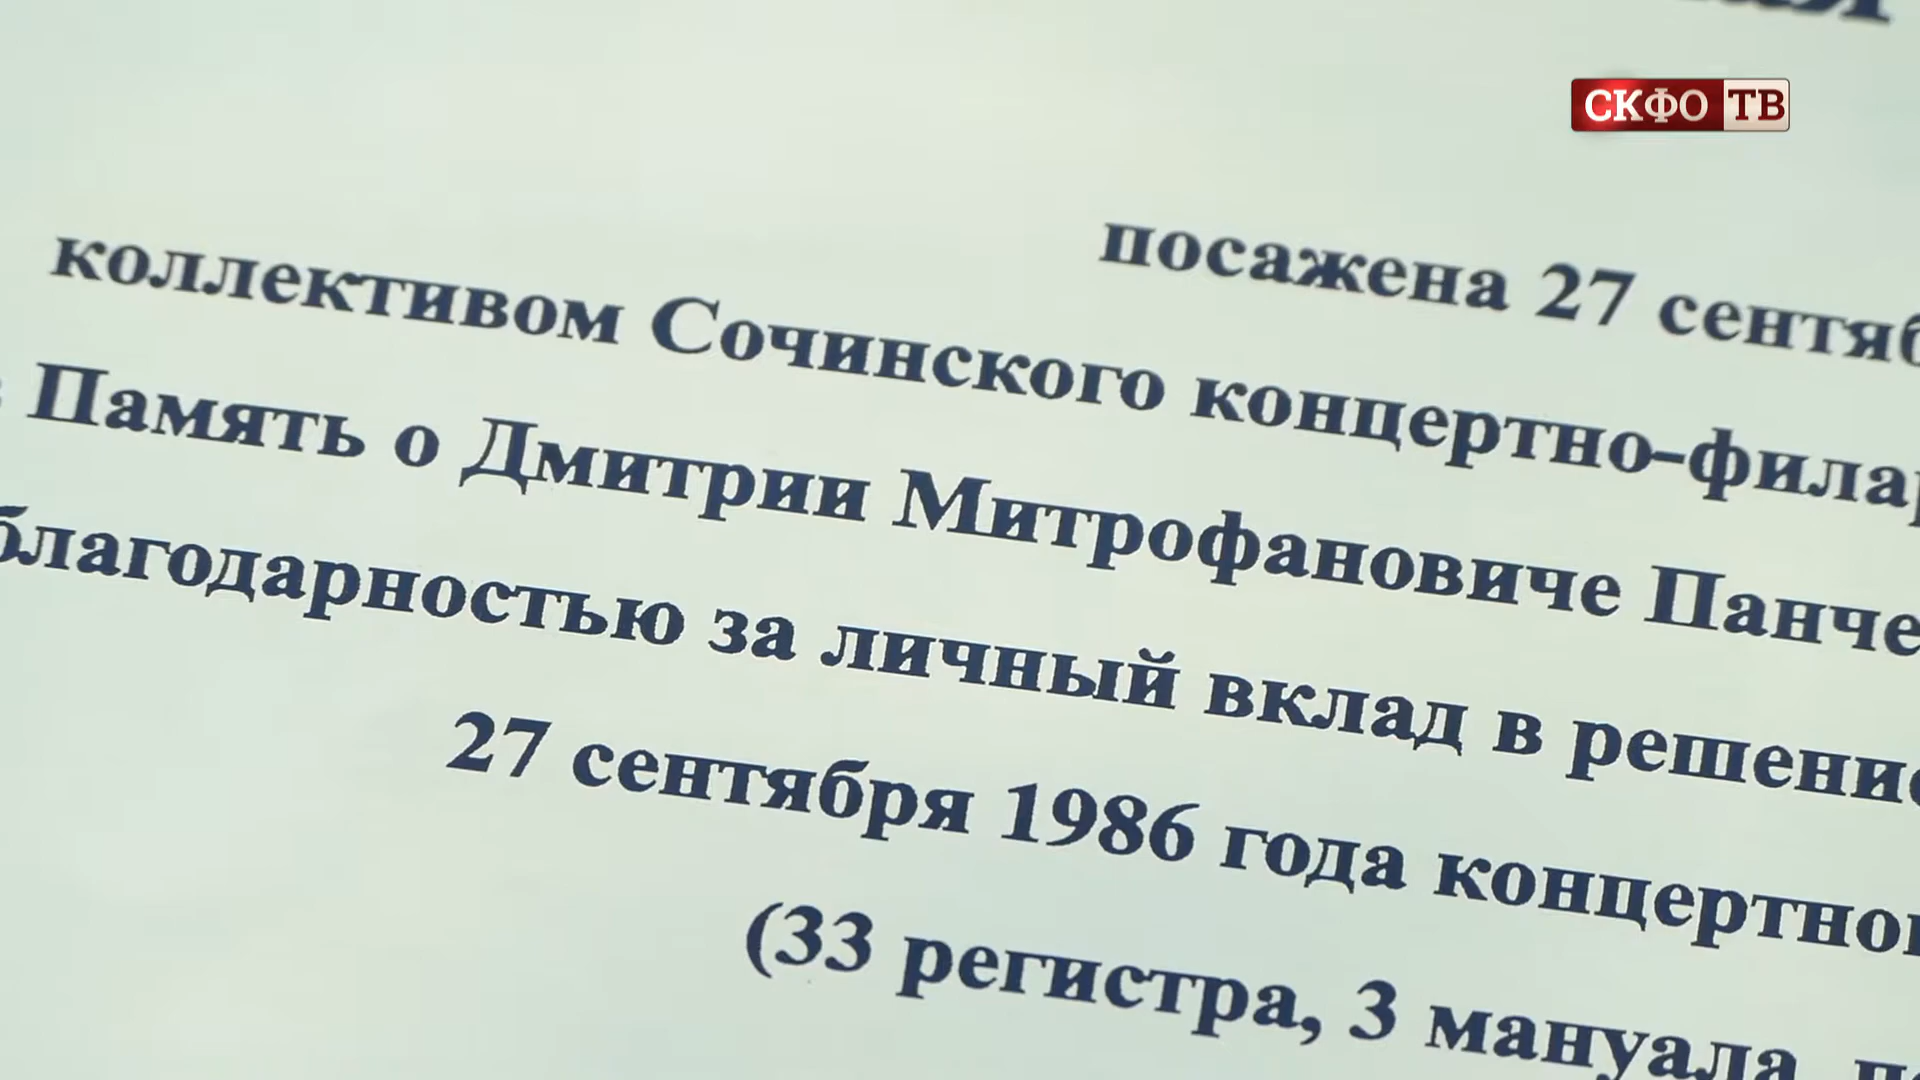 СКФО ТВ
посажена 27 сентяб
коллективом Сочинского концертно-филар
Память о Дмитрии Митрофановиче Панче
благодарностью за личный вклад в решение
27 сентября 1986 года концертно
(33 регистра, 3 мануала,